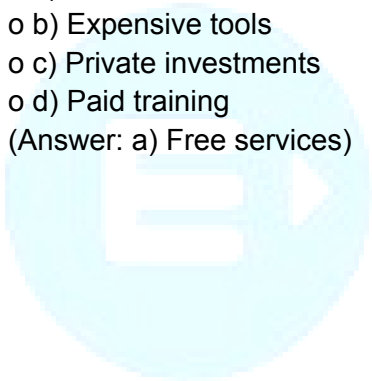 o b) Expensive tools
o c) Private investments
o d) Paid training
(Answer: a) Free services)